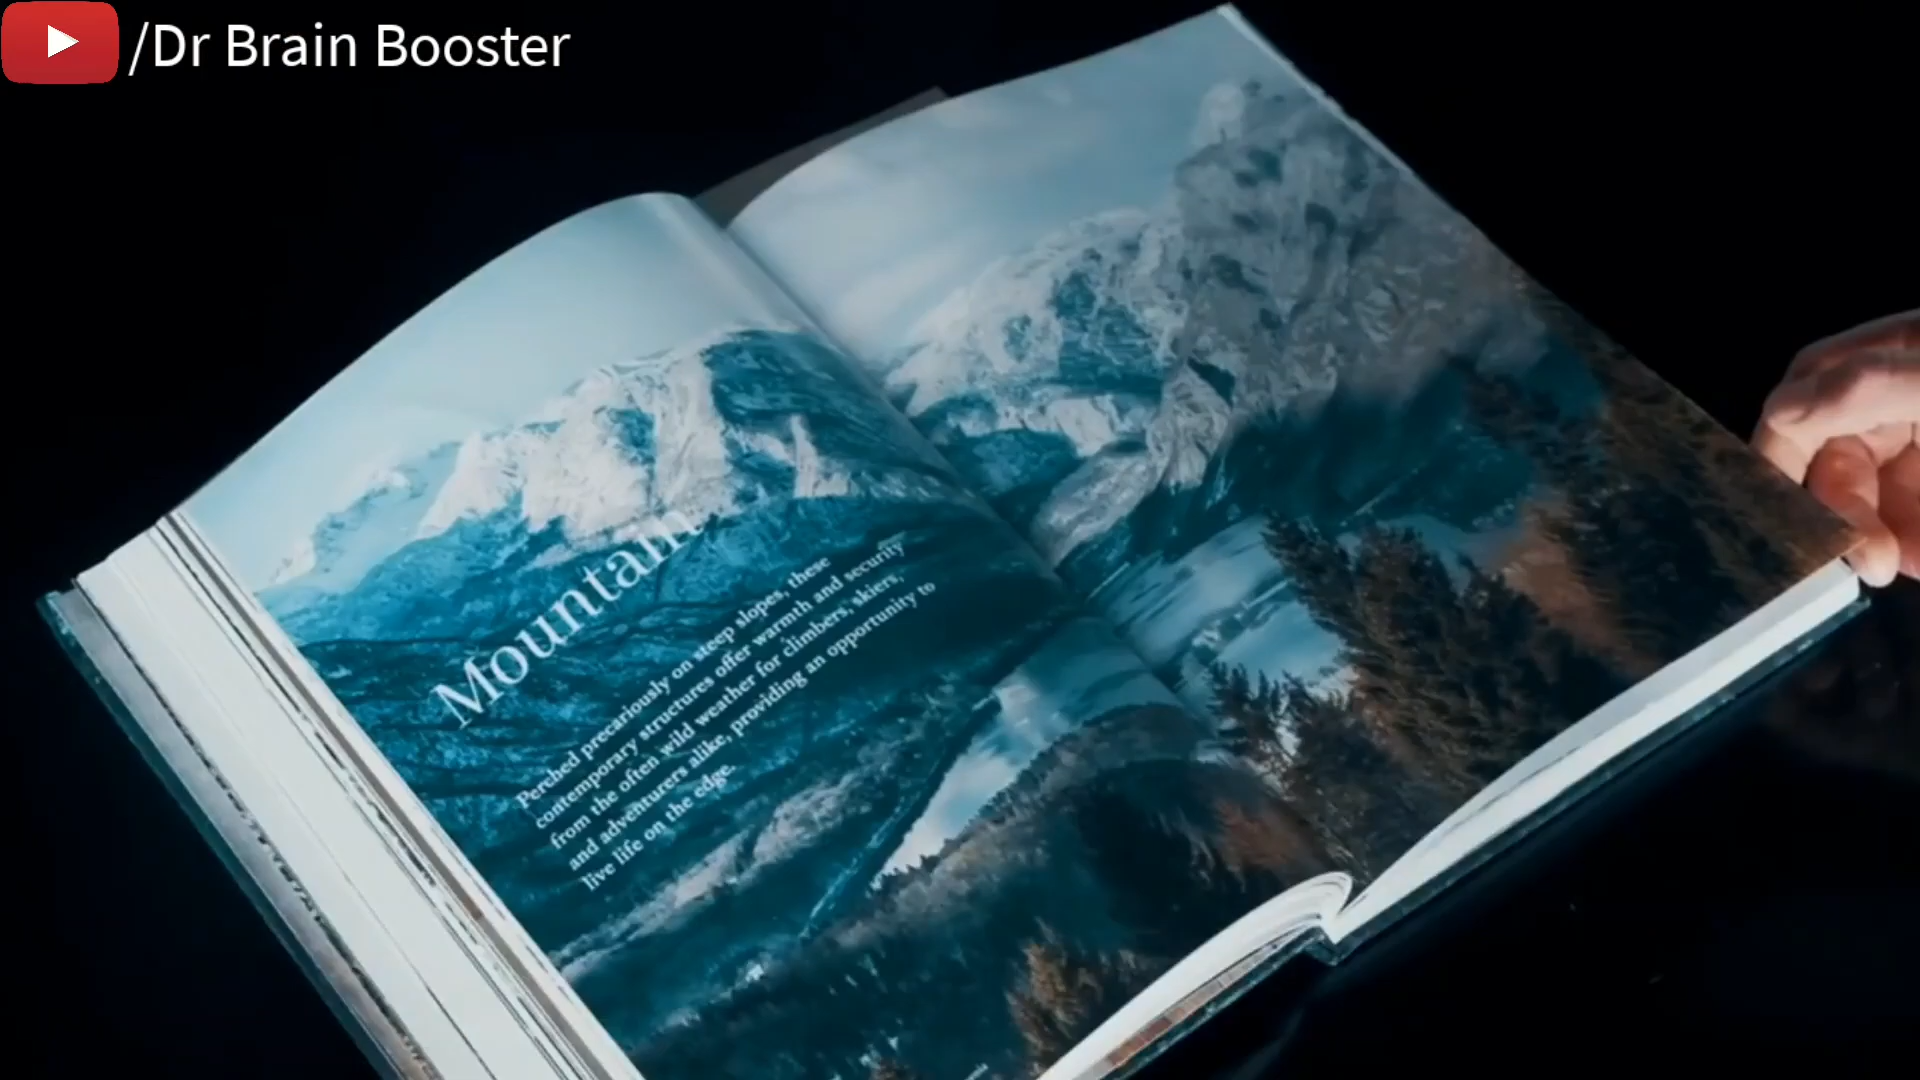 /Dr Brain Booster
Mountain
Perched precariously on steep slopes, these
contemporary structures offer warmth and security
from the often wild weather for climbers, skiers,
and adventurers alike, providing an opportunity to
live life on the edge.